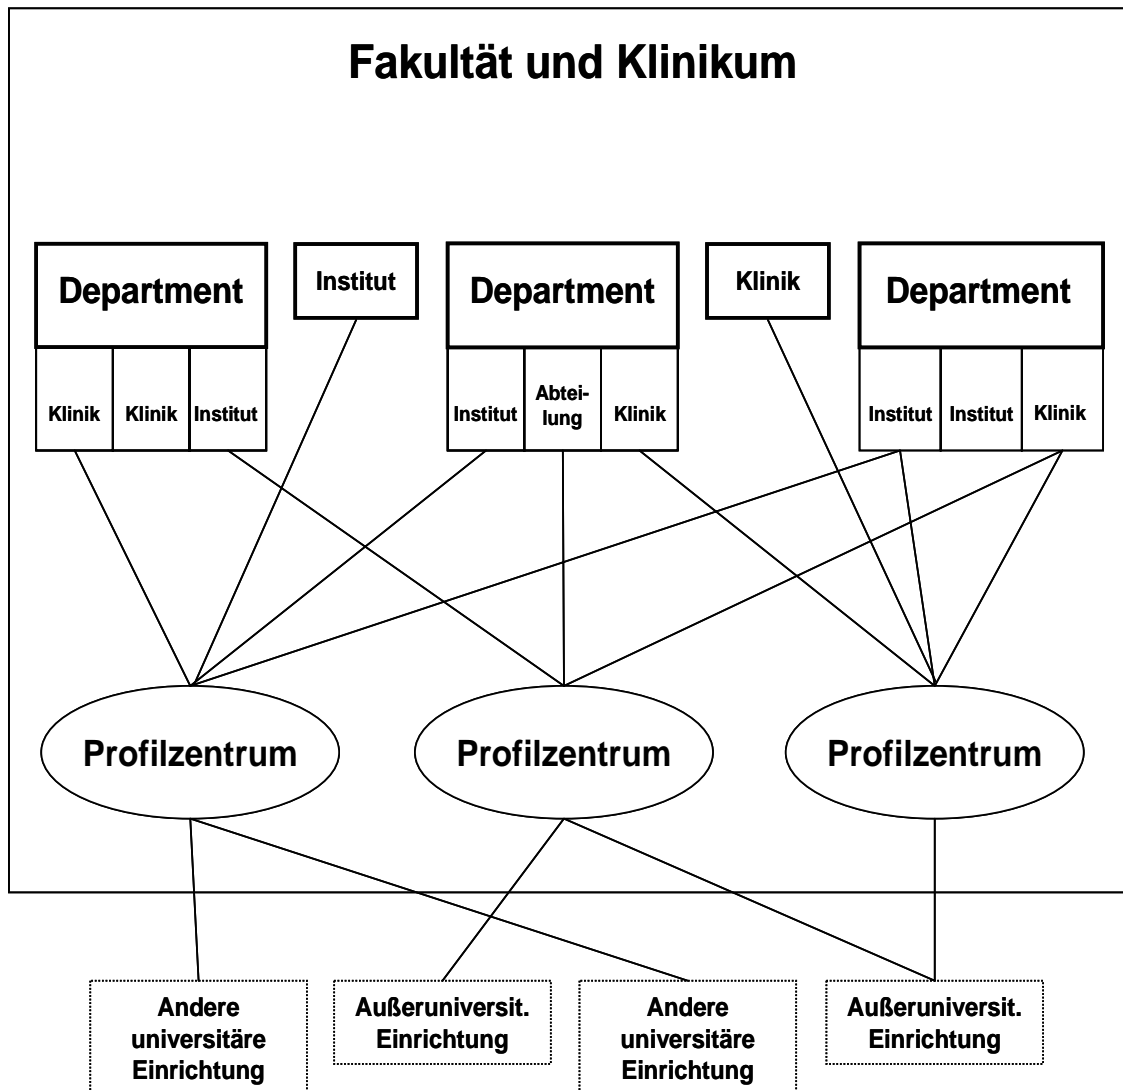 Fakultät und Klinikum
Department
Institut
Department
Klinik
Department
Klinik
Klinik
Institut
Institut
Abtei-
lung
Klinik
Institut
Institut
Klinik
Profilzentrum
Profilzentrum
Profilzentrum
Andere
universitäre
Einrichtung
Außeruniversit.
Einrichtung
Andere
universitäre
Einrichtung
Außeruniversit.
Einrichtung